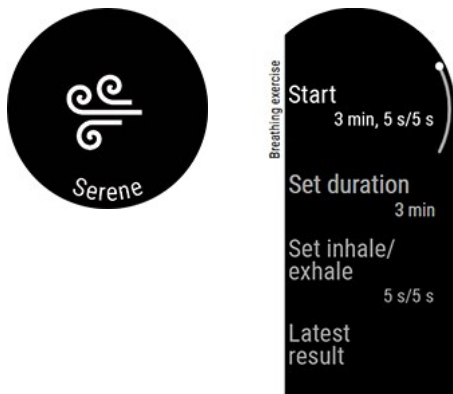 Serene
Breathing exercise
Start
3 min, 5 s/5 s
Set duration
3 min
Set inhale/
exhale
5 s/5 s
Latest
result